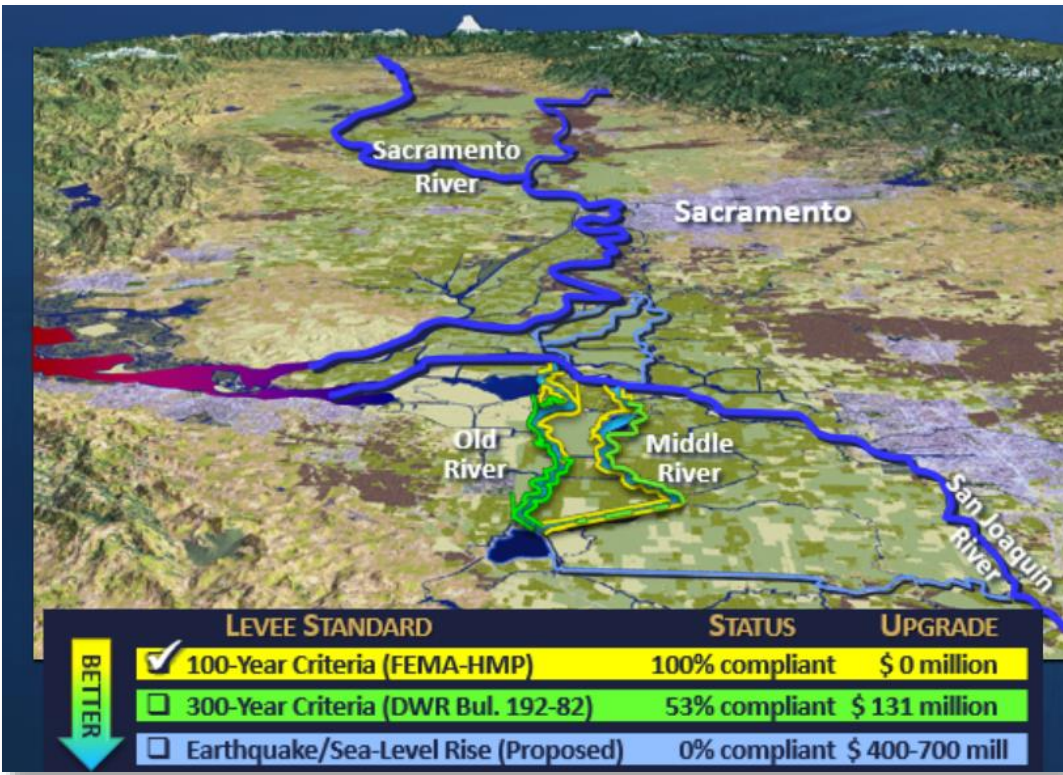 Sacramento
River
Sacramento
Old
River
Middle
River
San Joaquin
River
LEVEE STANDARD STATUS UPGRADE
BETTER
100-Year Criteria (FEMA-HMP) 100% compliant $ 0 million
300-Year Criteria (DWR Bul. 192-82) 53% compliant $ 131 million
Earthquake/Sea-Level Rise (Proposed) 0% compliant $ 400-700 mill